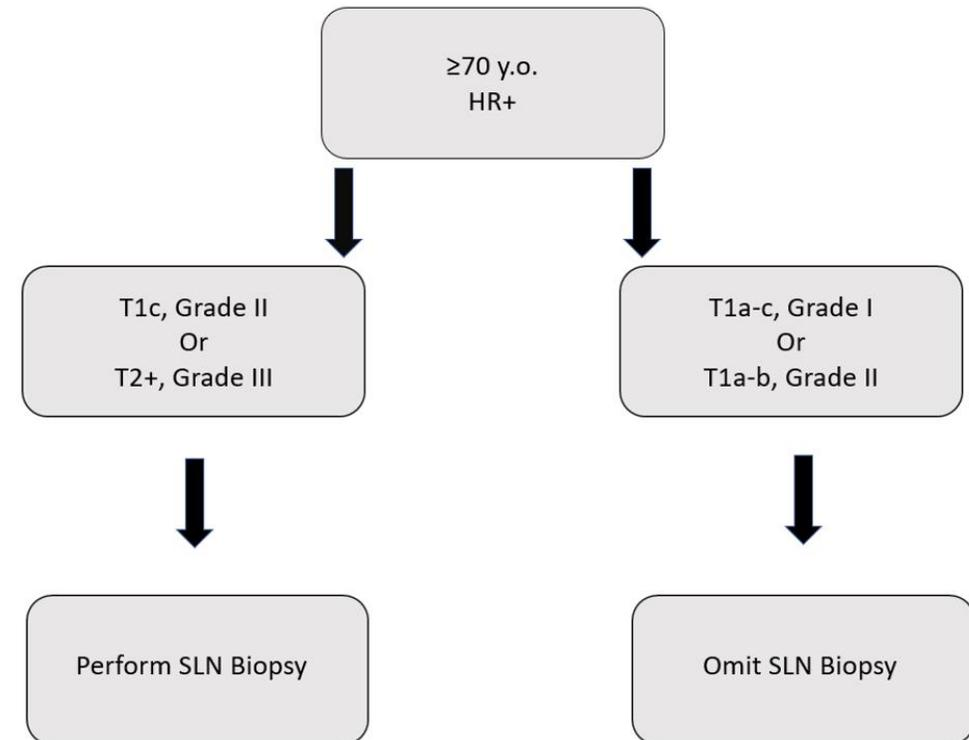 ≥70 y.o.
HR+
T1c, Grade II
Or
T2+, Grade III
T1a-c, Grade I
Or
T1a-b, Grade II
Perform SLN Biopsy
Omit SLN Biopsy